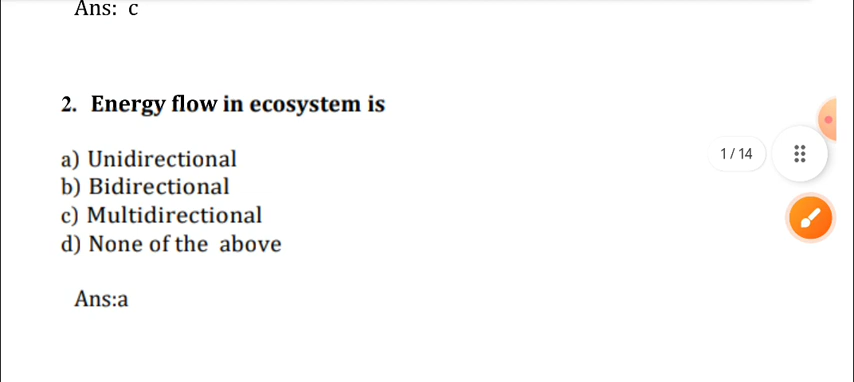 Ans: c
2. Energy flow in ecosystem is
a) Unidirectional
b) Bidirectional
1 / 14
c) Multidirectional
d) None of the above
Ans:a